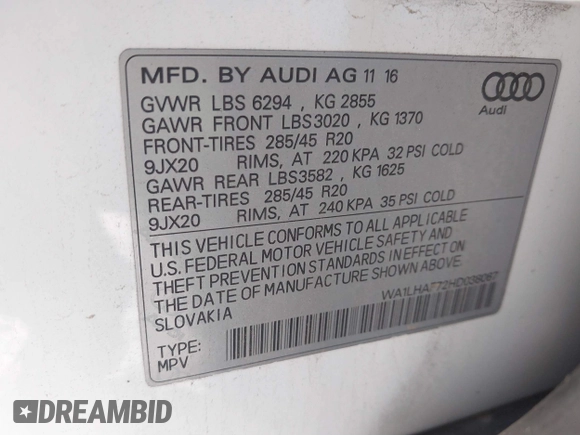 MFD. BY AUDI AG 11 16
GVWR LBS 6294 , KG 2855
GAWR FRONT LBS3020 , KG 1370
FRONT-TIRES 285/45 R20
9JX20 RIMS, AT 220 KPA 32 PSI COLD
GAWR REAR LBS3582 , KG 1625
REAR-TIRES 285/45 R20
9JX20 RIMS, AT 240 KPA 35 PSI COLD
THIS VEHICLE CONFORMS TO ALL APPLICABLE
U.S. FEDERAL MOTOR VEHICLE SAFETY AND
THEFT PREVENTION STANDARDS IN EFFECT ON
THE DATE OF MANUFACTURE SHOWN ABOVE.
SLOVAKIA
TYPE:
MPV
Audi
DREAMBID